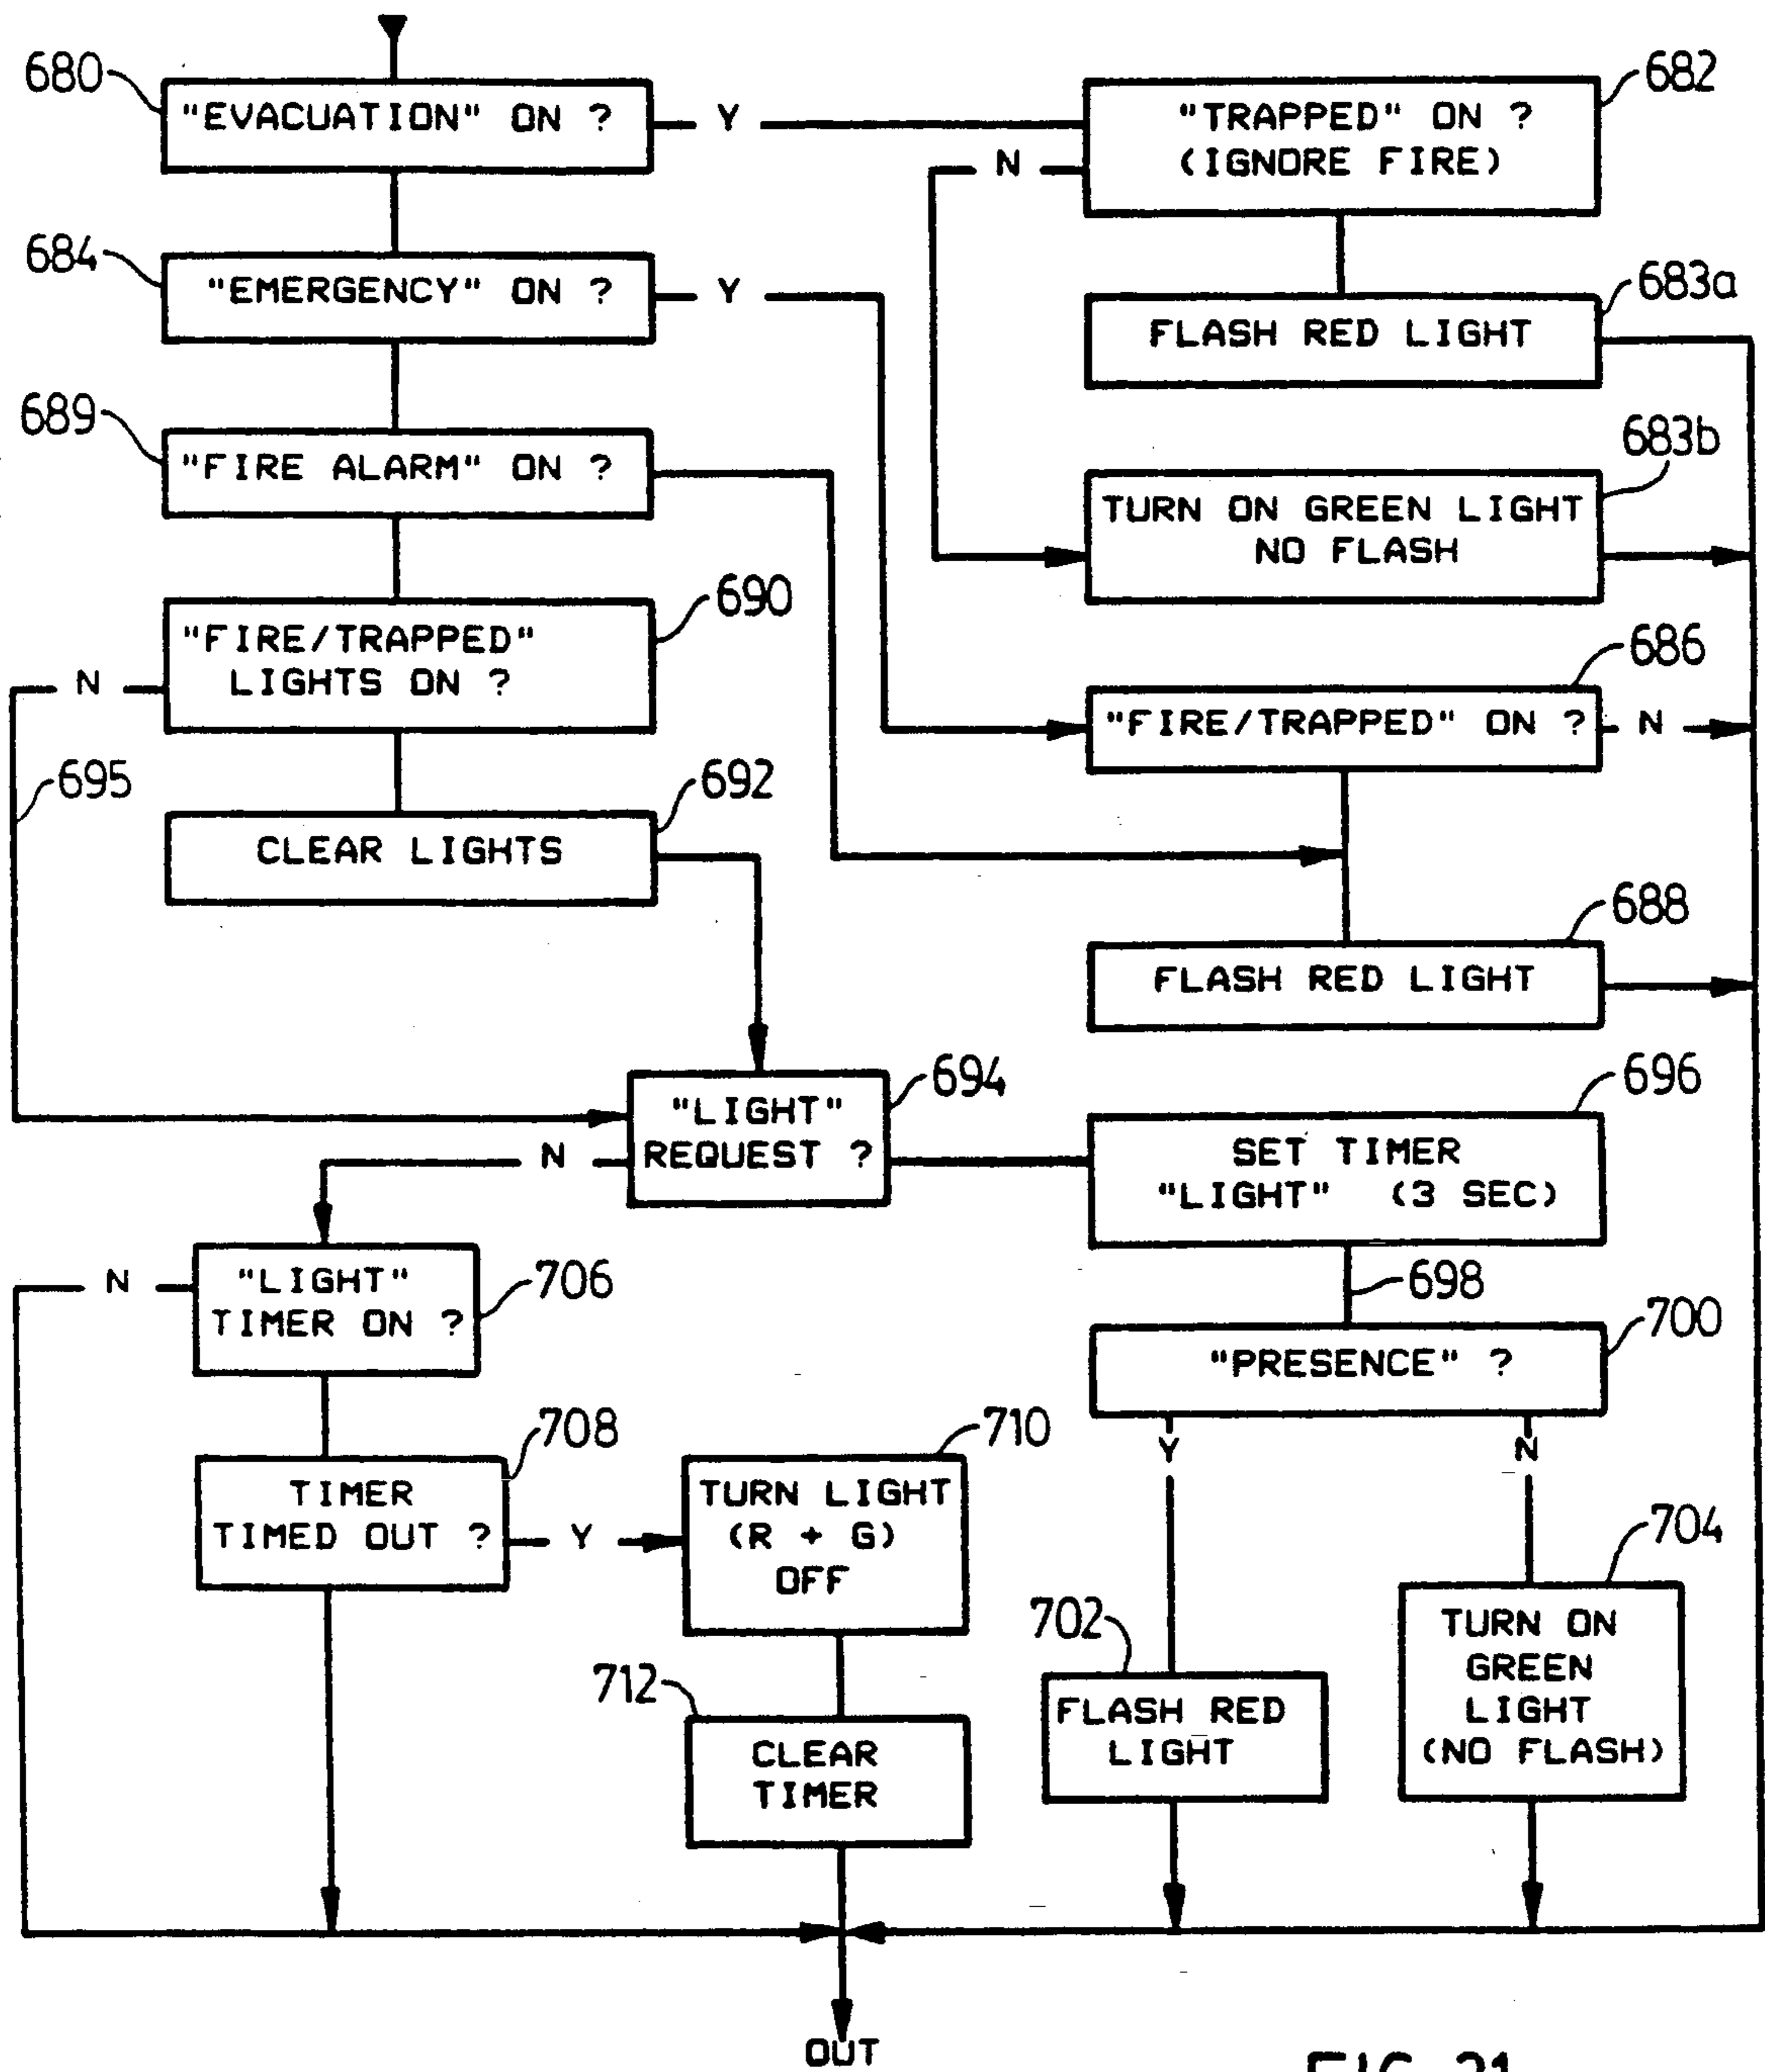 680
"EVACUATION" ON ?
Y
"TRAPPED" ON ?
(IGNORE FIRE)
682
N
684
"EMERGENCY" ON ?
Y
683a
FLASH RED LIGHT
689
"FIRE ALARM" ON ?
683b
TURN ON GREEN LIGHT
NO FLASH
690
"FIRE/TRAPPED"
LIGHTS ON ?
N
686
"FIRE/TRAPPED" ON ?
N
695
692
CLEAR LIGHTS
688
FLASH RED LIGHT
694
"LIGHT"
REQUEST ?
N
696
SET TIMER
"LIGHT" (3 SEC)
698
N
"LIGHT"
TIMER ON ?
706
700
"PRESENCE" ?
Y
N
708
TIMER
TIMED OUT ?
Y
710
TURN LIGHT
(R + G)
OFF
704
TURN ON
GREEN
LIGHT
(NO FLASH)
702
FLASH RED
LIGHT
712
CLEAR
TIMER
OUT
FIG. 21